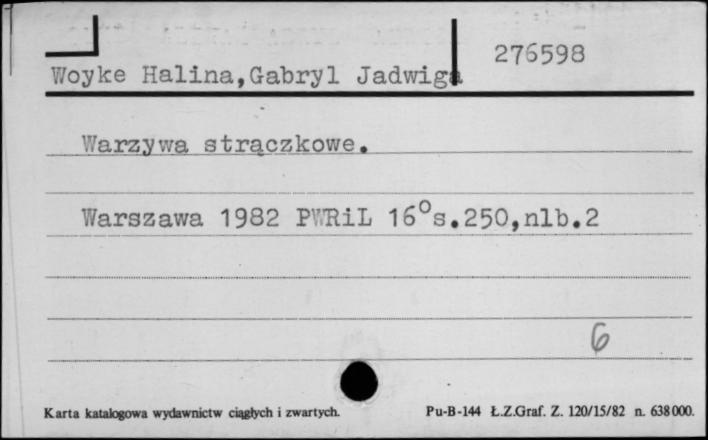 276598
Woyke Halina,Gabryl Jadwiga
Warzywa strączkowe.
Warszawa 1982 PWRiL 16°s.250,nlb.2
6
Karta katalogowa wydawnictw ciągłych i zwartych. Pu-B-144 Ł.Z.Graf. Z. 120/15/82 n. 638000.